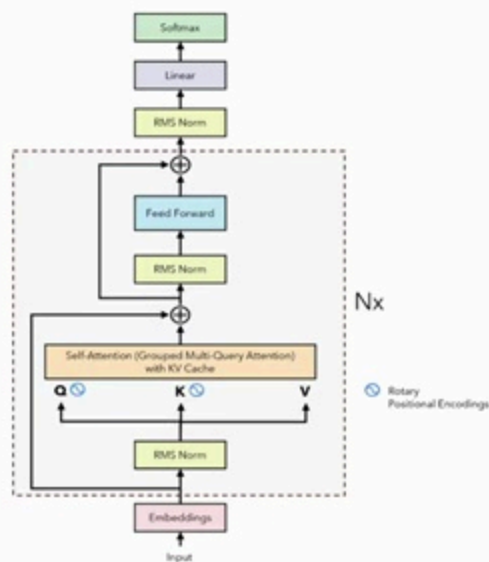 Softmax
Linear
RMS Norm
Feed Forward
RMS Norm
Nx
Self-Attention (Grouped Multi-Query Attention)
with KV Cache
Q K V
Rotary
Positional Encodings
RMS Norm
Embeddings
Input